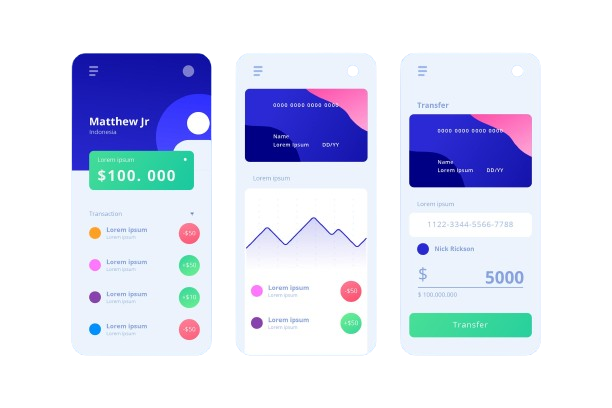 Matthew Jr
Indonesia
Lorem ipsum
$100. 000
Transaction
Lorem ipsum
Lorem ipsum
-$50
Lorem ipsum
Lorem ipsum
+$50
Lorem ipsum
Lorem ipsum
+$10
Lorem ipsum
Lorem ipsum
-$50
0000 0000 0000 0000
Name
Lorem Ipsum DD/YY
Lorem ipsum
Lorem ipsum
Lorem ipsum
-$50
Lorem ipsum
Lorem ipsum
+$50
Transfer
0000 0000 0000 0000
Name
Lorem Ipsum DD/YY
Lorem ipsum
1122-3344-5566-7788
Nick Rickson
$ 5000
$ 100,000,000
Transfer